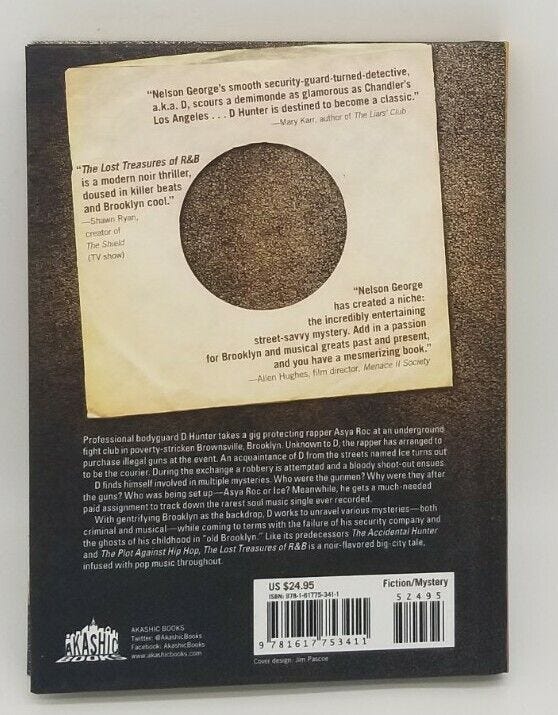 "Nelson George's smooth security-guard-turned-detective,
a.k.a. D, scours a demimonde as glamorous as Chandler's
Los Angeles . . . D Hunter is destined to become a classic."
—Mary Karr, author of The Liars' Club
"The Lost Treasures of R&B
is a modern noir thriller,
doused in killer beats
and Brooklyn cool."
—Shawn Ryan,
creator of
The Shield
(TV show)
"Nelson George
has created a niche:
the incredibly entertaining
street-savvy mystery. Add in a passion
for Brooklyn and musical greats past and present,
and you have a mesmerizing book."
—Allen Hughes, film director, Menace II Society
Professional bodyguard D Hunter takes a gig protecting rapper Asya Roc at an underground
fight club in poverty-stricken Brownsville, Brooklyn. Unknown to D, the rapper has arranged to
purchase illegal guns at the event. An acquaintance of D from the streets named Ice turns out
to be the courier. During the exchange a robbery is attempted and a bloody shoot-out ensues.
D finds himself involved in multiple mysteries. Who were the gunmen? Why were they after
the guns? Who was being set up—Asya Roc or Ice? Meanwhile, he gets a much-needed
paid assignment to track down the rarest soul music single ever recorded.
With gentrifying Brooklyn as the backdrop, D works to unravel various mysteries—both
criminal and musical—while coming to terms with the failure of his security company and
the ghosts of his childhood in "old Brooklyn." Like its predecessors The Accidental Hunter
and The Plot Against Hip Hop, The Lost Treasures of R&B is a noir-flavored big-city tale,
infused with pop music throughout.
US $24.95
ISBN: 978-1-61775-341-1
Fiction/Mystery
52495
9 781617 753411
Cover design: Jim Pascoe
AKASHIC
BOOKS
AKASHIC BOOKS
Twitter: @AkashicBooks
Facebook: AkashicBooks
www.akashicbooks.com